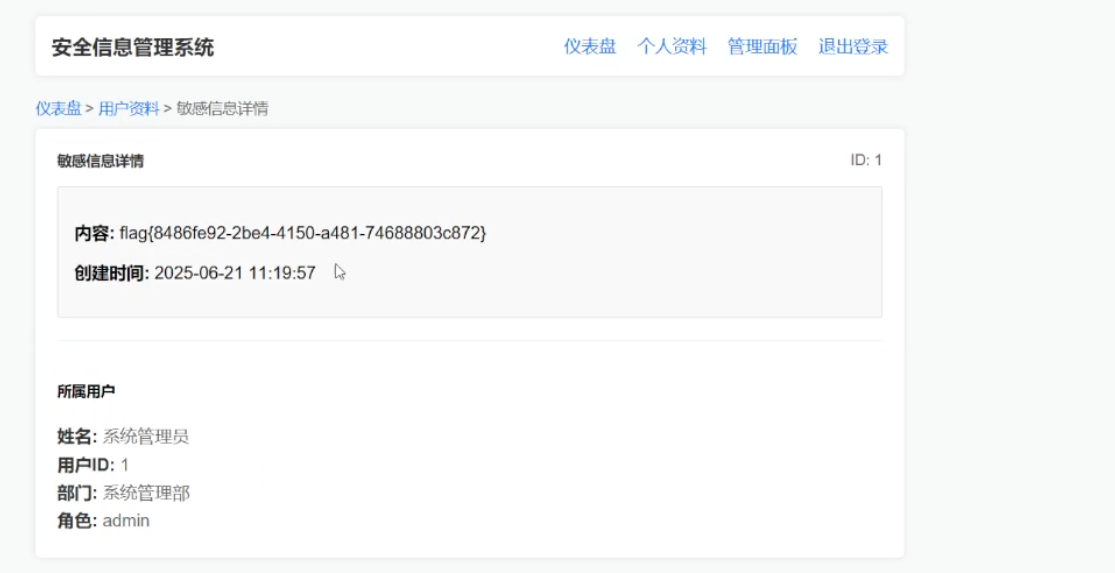 安全信息管理系统 仪表盘 个人资料 管理面板 退出登录
仪表盘 > 用户资料 > 敏感信息详情
敏感信息详情 ID: 1
内容: flag{8486fe92-2be4-4150-a481-74688803c872}
创建时间: 2025-06-21 11:19:57
所属用户
姓名: 系统管理员
用户ID: 1
部门: 系统管理部
角色: admin